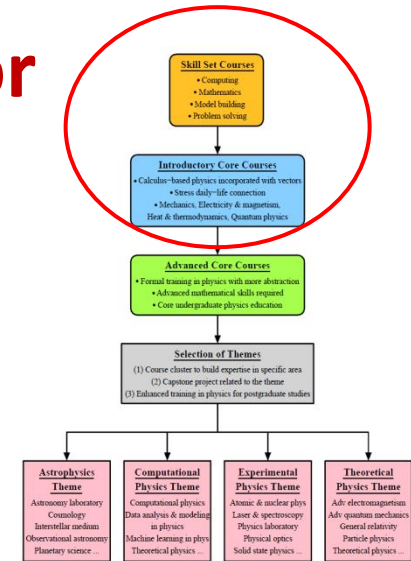 or
Skill Set Courses
• Computing
• Mathematics
• Model building
• Problem solving
Introductory Core Courses
• Calculus−based physics incorporated with vectors
• Stress daily−life connection
• Mechanics, Electricity & magnetism,
Heat & thermodynamics, Quantum physics
Advanced Core Courses
• Formal training in physics with more abstraction
• Advanced mathematical skills required
• Core undergraduate physics education
Selection of Themes
(1) Course cluster to build expertise in specific area
(2) Capstone project related to the theme
(3) Enhanced training in physics for postgraduate studies
Astrophysics
Theme
Astronomy laboratory
Cosmology
Interstellar medium
Observational astronomy
Planetary science ...
Computational
Physics Theme
Computational physics
Data analysis & modeling
in physics
Machine learning in phys
Theoretical physics ...
Experimental
Physics Theme
Atomic & nuclear phys
Laser & spectroscopy
Physics laboratory
Physical optics
Solid state physics ...
Theoretical
Physics Theme
Adv electromagnetism
Adv quantum mechanics
General relativity
Particle physics
Theoretical physics ...